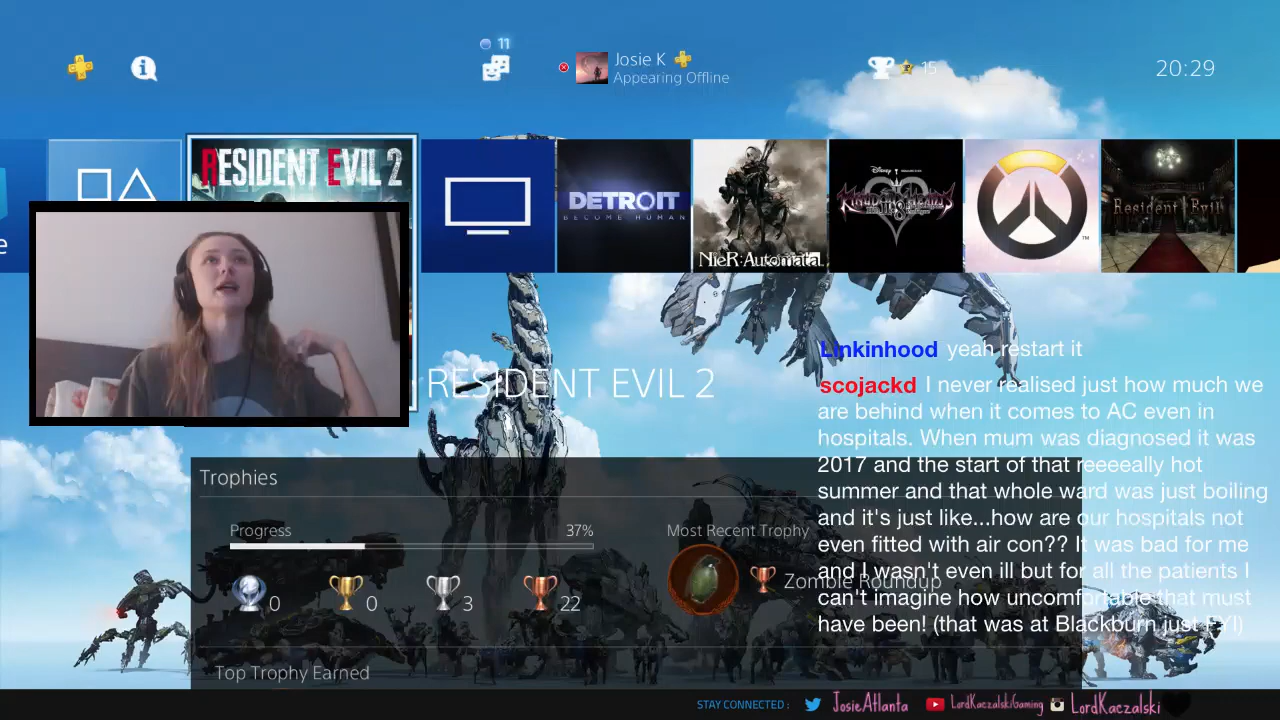 11
Josie K
Appearing Offline
15
20:29
RESIDENT EVIL 2
DETROIT
BECOME HUMAN
NieR:Automata
Disney
KINGDOM HEARTS
Resident Evil
e
RESIDENT EVIL 2
Linkinhood yeah restart it
scojackd I never realised just how much we
are behind when it comes to AC even in
hospitals. When mum was diagnosed it was
2017 and the start of that reeeeally hot
summer and that whole ward was just boiling
and it's just like...how are our hospitals not
even fitted with air con?? It was bad for me
and I wasn't even ill but for all the patients I
can't imagine how uncomfortable that must
have been! (that was at Blackburn just FYI)
Trophies
Progress
37%
Most Recent Trophy
0
0
3
22
Zombie Roundup
Top Trophy Earned
STAY CONNECTED :
JosieAtlanta
LordKaczalskiGaming
LordKaczalski